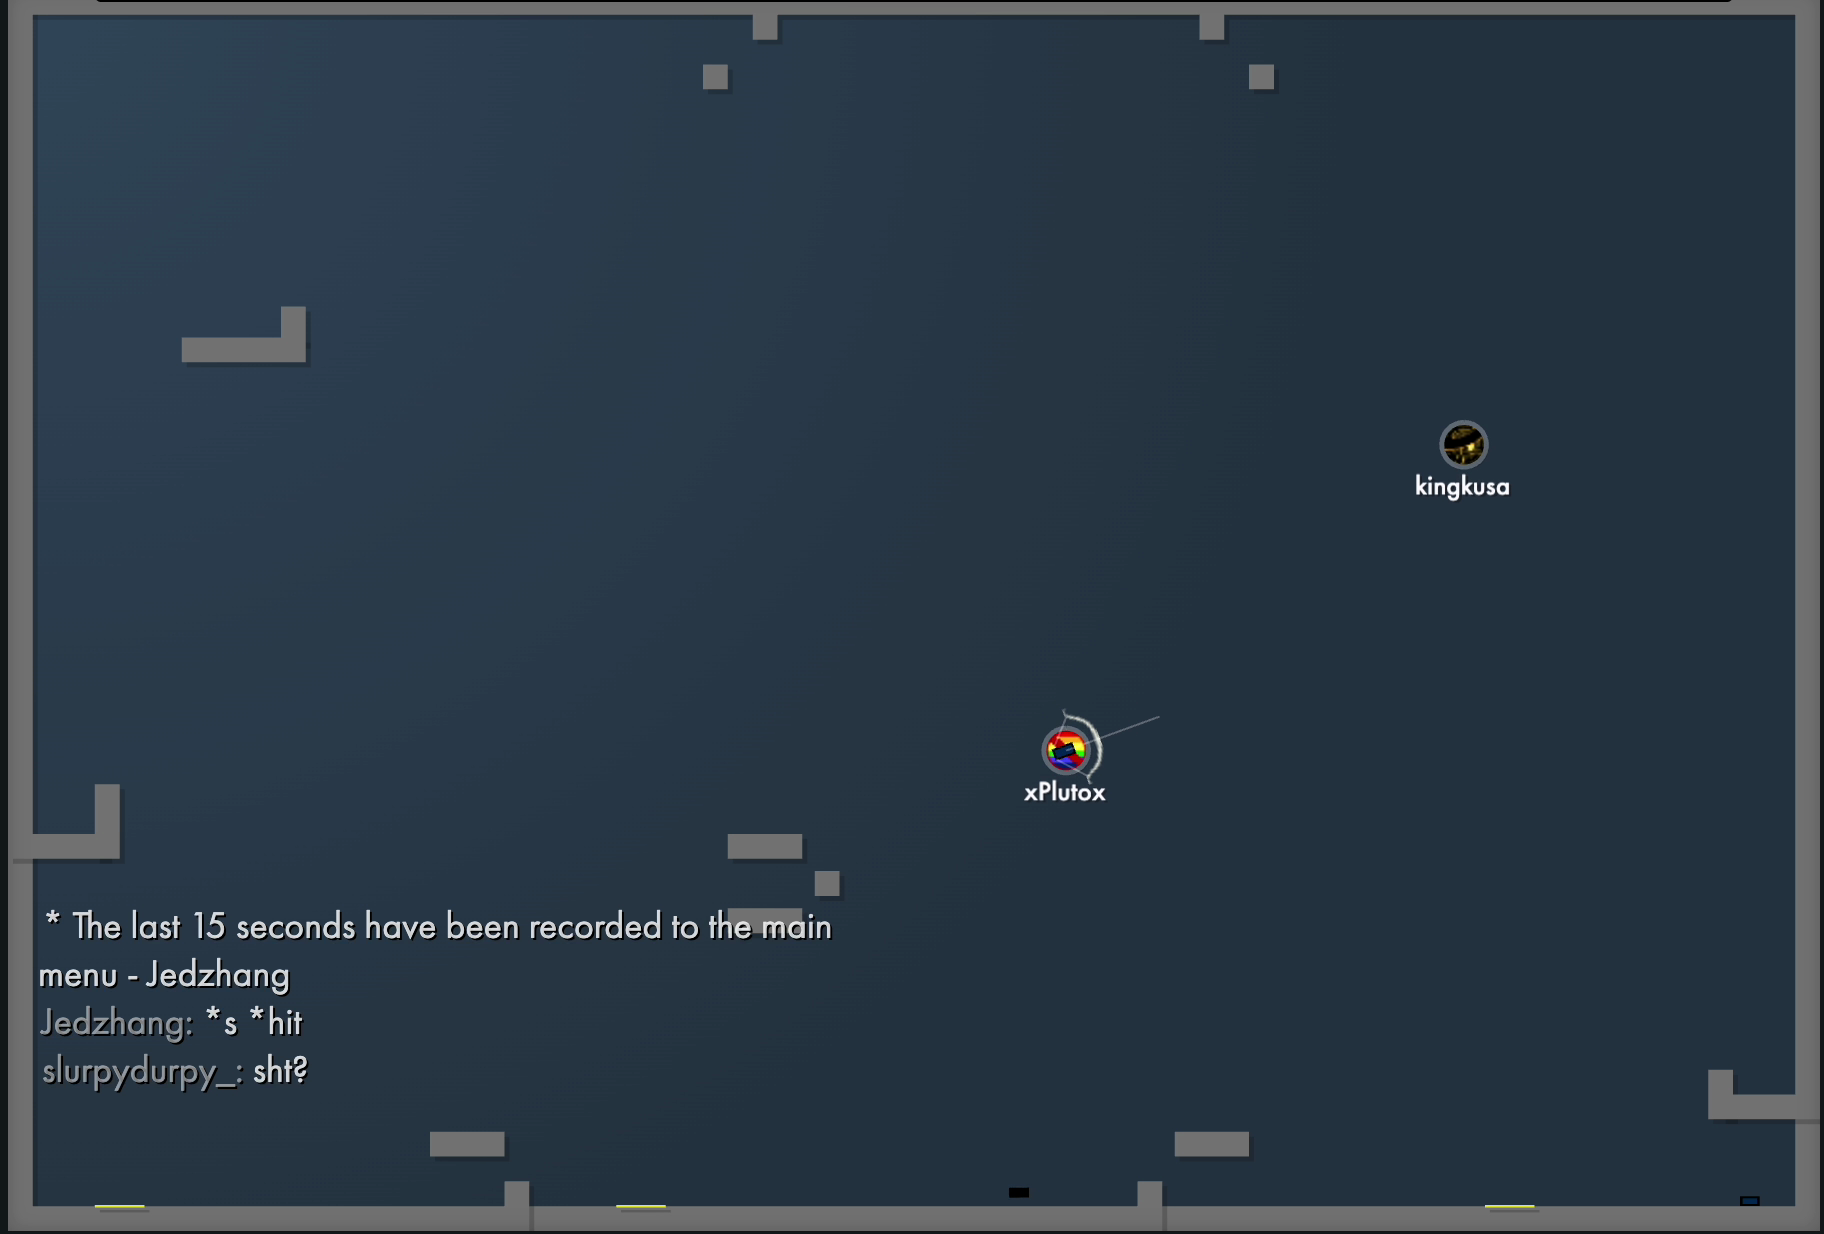 kingkusa
xPlutox
* The last 15 seconds have been recorded to the main
menu - Jedzhang
Jedzhang: *s *hit
slurpydurpy_: sht?